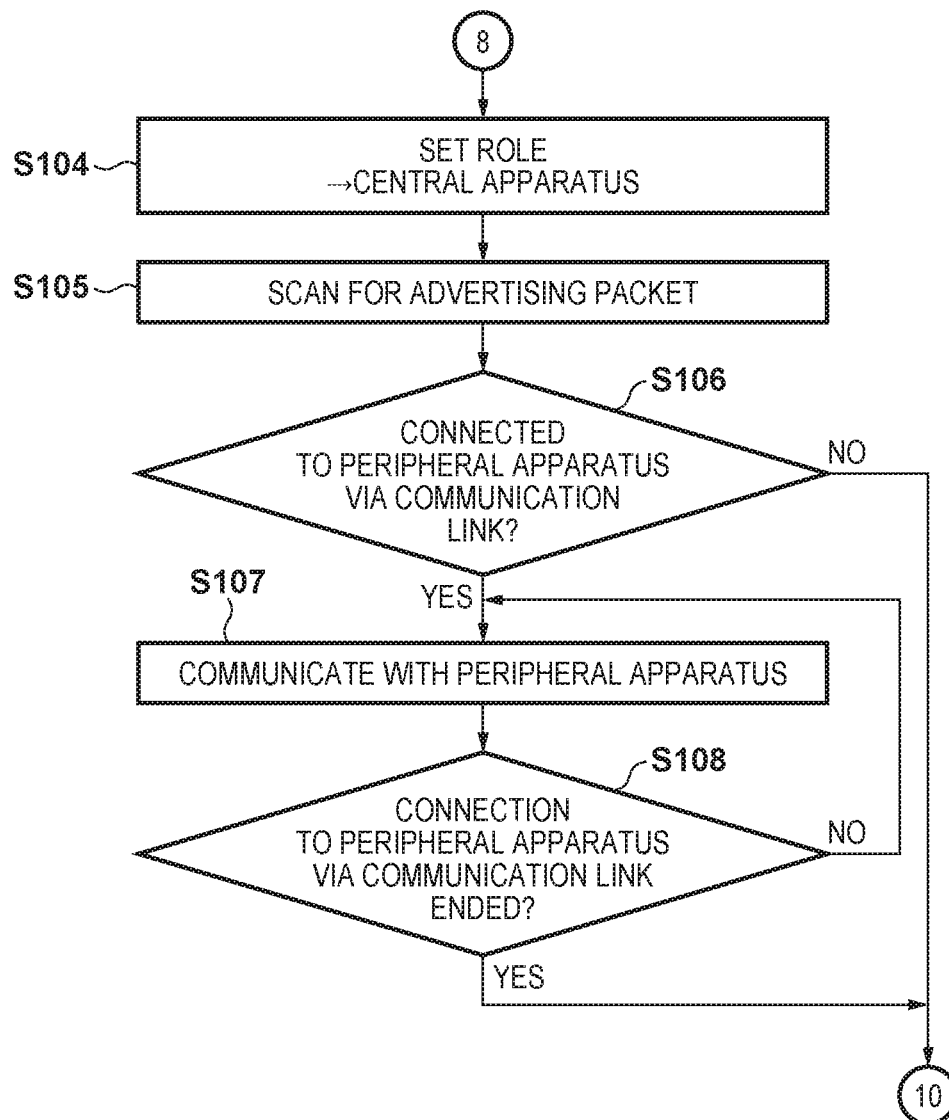 8
S104
SET ROLE
→CENTRAL APPARATUS
S105
SCAN FOR ADVERTISING PACKET
S106
CONNECTED
TO PERIPHERAL APPARATUS
VIA COMMUNICATION
LINK?
NO
YES
S107
COMMUNICATE WITH PERIPHERAL APPARATUS
S108
CONNECTION
TO PERIPHERAL APPARATUS
VIA COMMUNICATION LINK
ENDED?
NO
YES
10